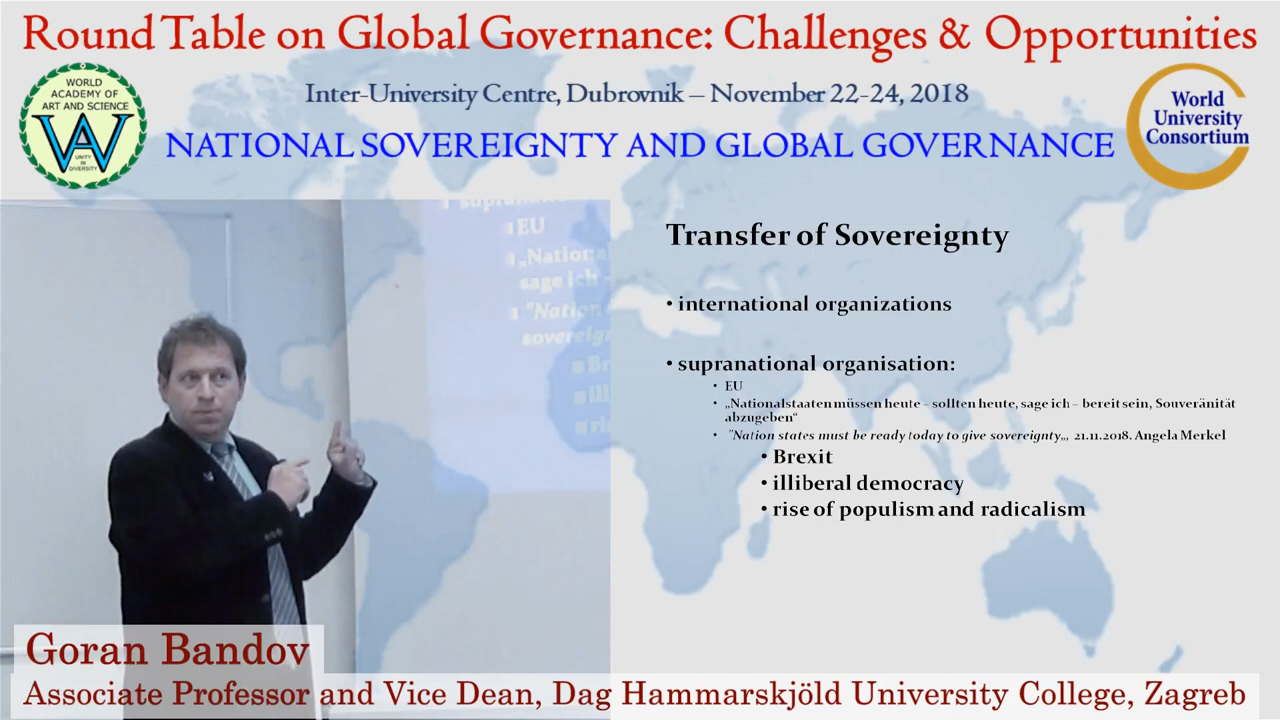 Round Table on Global Governance: Challenges & Opportunities
WORLD
ACADEMY OF
ART AND SCIENCE
WA
UNITY
IN
DIVERSITY
Inter-University Centre, Dubrovnik – November 22-24, 2018
NATIONAL SOVEREIGNTY AND GLOBAL GOVERNANCE
World
University
Consortium
EU
sage ich -
Transfer of Sovereignty
• international organizations
• supranational organisation:
• EU
• „Nationalstaaten müssen heute – sollten heute, sage ich – bereit sein, Souveränität
abzugeben“
• "Nation states must be ready today to give sovereignty„, 21.11.2018. Angela Merkel
• Brexit
• illiberal democracy
• rise of populism and radicalism
Goran Bandov
Associate Professor and Vice Dean, Dag Hammarskjöld University College, Zagreb